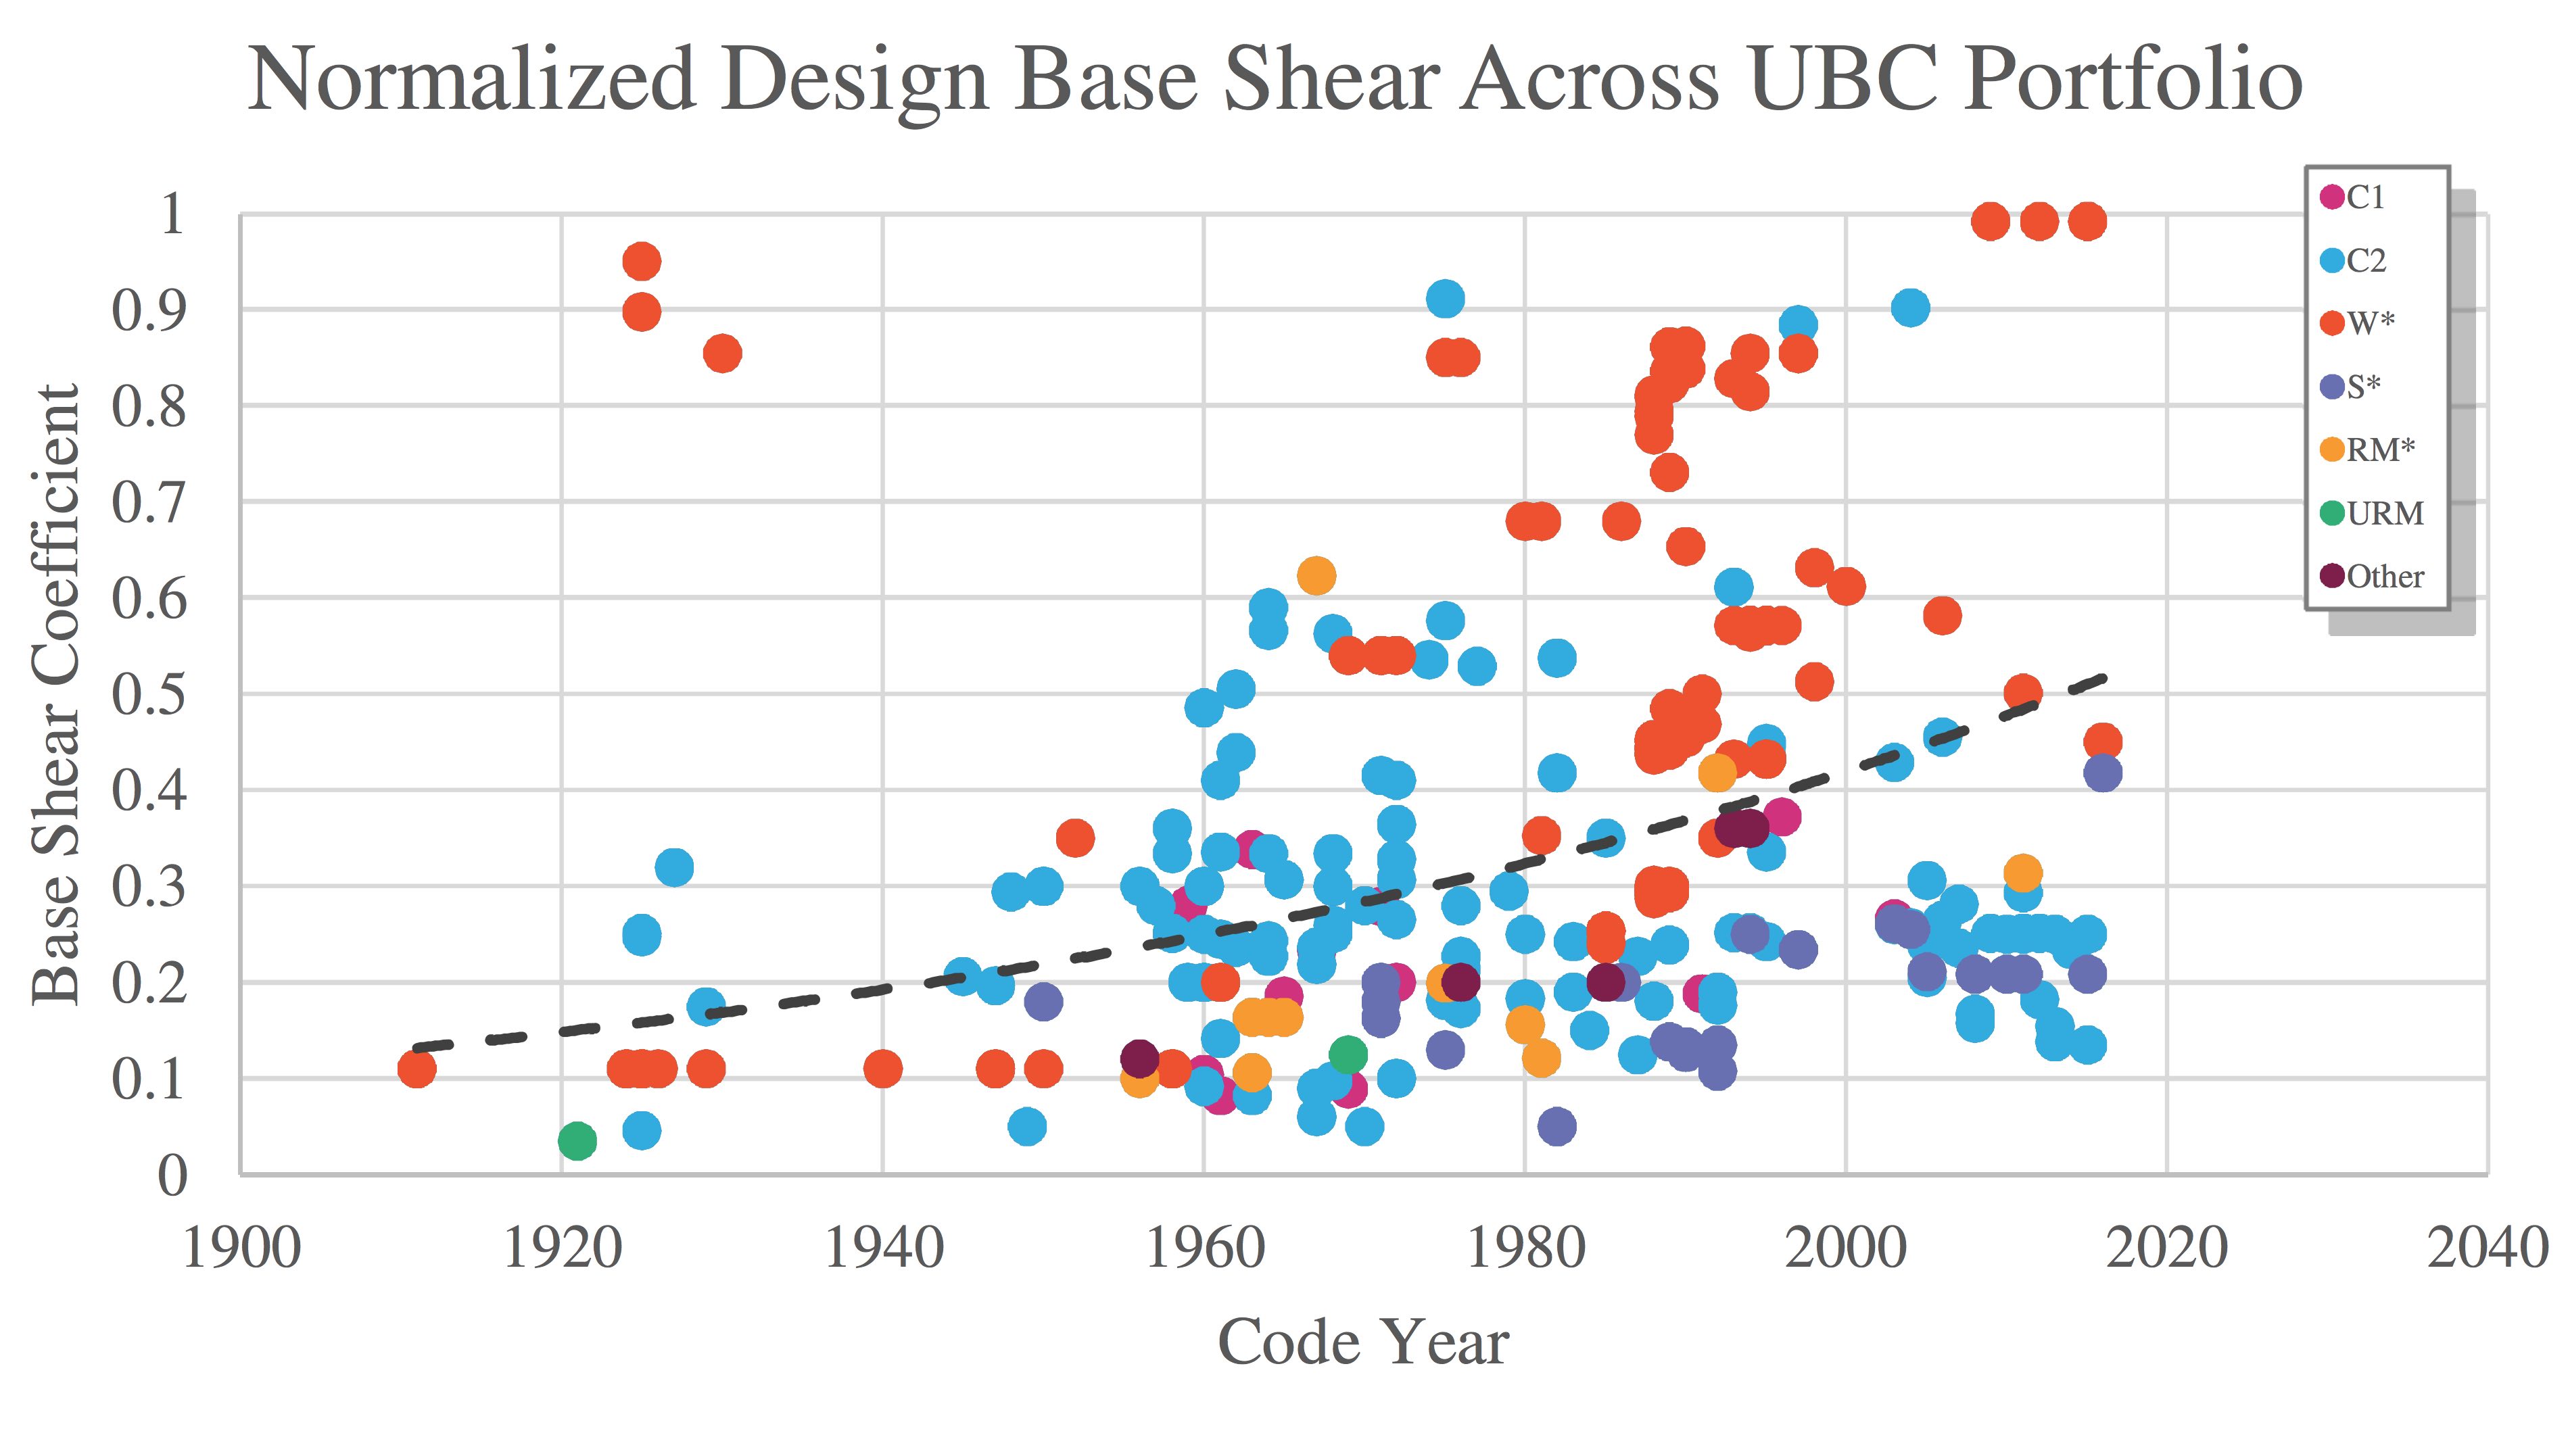 Normalized Design Base Shear Across UBC Portfolio
C1
C2
W*
S*
RM*
URM
Other
Base Shear Coefficient
1
0.9
0.8
0.7
0.6
0.5
0.4
0.3
0.2
0.1
0
1900 1920 1940 1960 1980 2000 2020 2040
Code Year